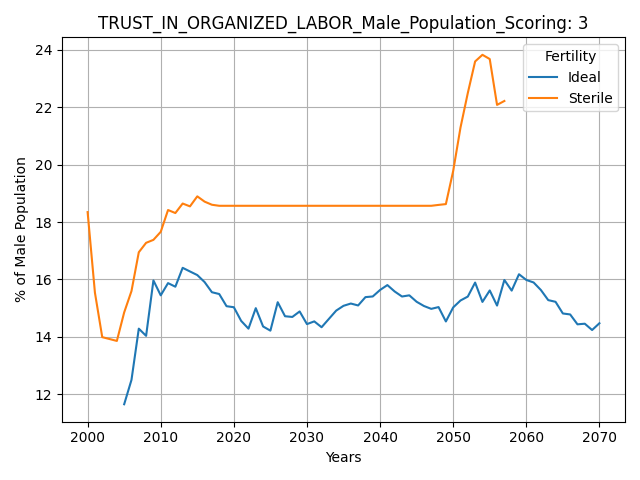 TRUST_IN_ORGANIZED_LABOR_Male_Population_Scoring: 3
Fertility
Ideal
Sterile
% of Male Population
24
22
20
18
16
14
12
2000 2010 2020 2030 2040 2050 2060 2070
Years